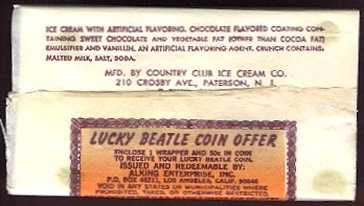 ICE CREAM WITH ARTIFICIAL FLAVORING. CHOCOLATE FLAVORED COATING CON-
TAINING SWEET CHOCOLATE AND VEGETABLE FAT (OTHER THAN COCOA FAT)
EMULSIFIER AND VANILLIN, AN ARTIFICIAL FLAVORING AGENT. CRUNCH CONTAINS:
MALTED MILK, SALT, SODA.
MFD. BY COUNTRY CLUB ICE CREAM CO.
210 CROSBY AVE., PATERSON, N. J.
LUCKY BEATLE COIN OFFER
ENCLOSE 1 WRAPPER AND 50c IN COIN
TO RECEIVE YOUR LUCKY BEATLE COIN.
ISSUED AND REDEEMABLE BY:
ALKING ENTERPRISE, INC.
P.O. BOX LOS ANGELES, CALIF.
VOID IN ANY STATES OR MUNICIPALITIES WHERE
PROHIBITED, TAXED, OR OTHERWISE RESTRICTED.